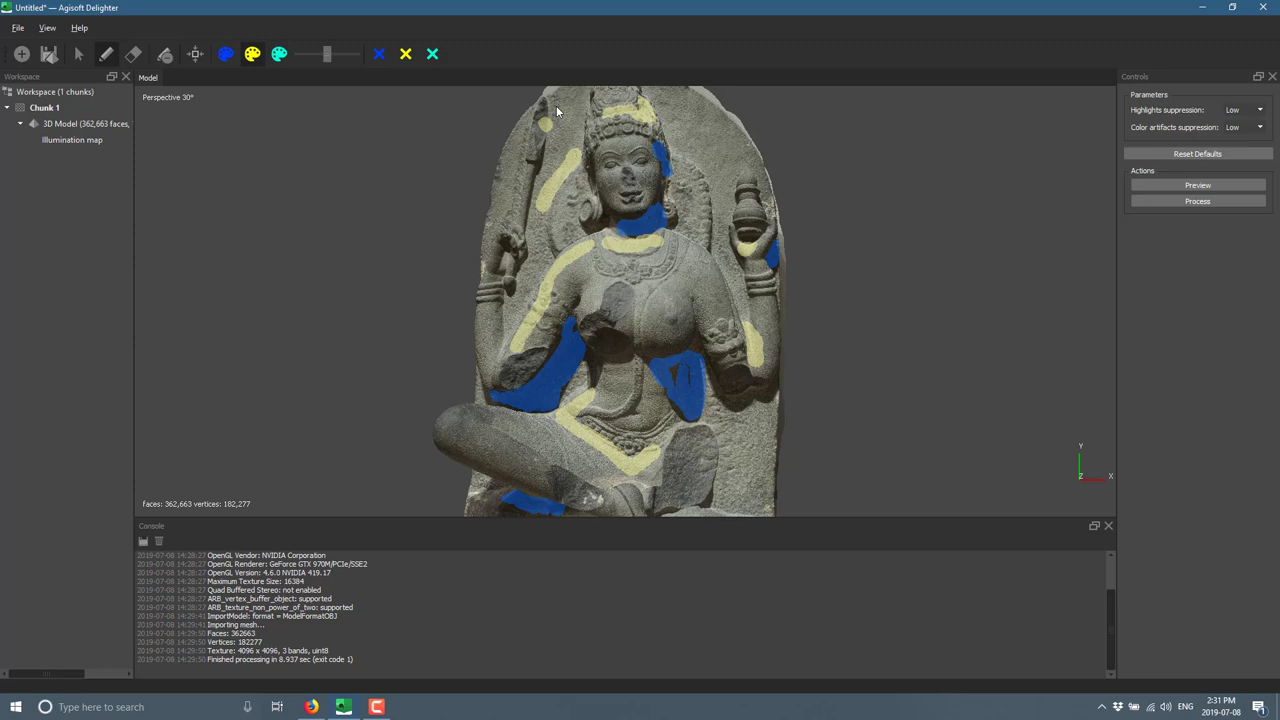 Untitled* — Agisoft Delighter
File View Help
Workspace
Workspace (1 chunks)
Chunk 1
3D Model (362,663 faces,
Illumination map
Model
Perspective 30°
Y
Z X
faces: 362,663 vertices: 182,277
Controls
Parameters
Highlights suppression: Low
Color artifacts suppression: Low
Reset Defaults
Actions
Preview
Process
Console
2019-07-08 14:28:27 OpenGL Vendor: NVIDIA Corporation
2019-07-08 14:28:27 OpenGL Renderer: GeForce GTX 970M/PCIe/SSE2
2019-07-08 14:28:27 OpenGL Version: 4.6.0 NVIDIA 419.17
2019-07-08 14:28:27 Maximum Texture Size: 16384
2019-07-08 14:28:27 Quad Buffered Stereo: not enabled
2019-07-08 14:28:27 ARB_vertex_buffer_object: supported
2019-07-08 14:28:27 ARB_texture_non_power_of_two: supported
2019-07-08 14:29:41 ImportModel: format = ModelFormatOBJ
2019-07-08 14:29:41 Importing mesh...
2019-07-08 14:29:50 Faces: 362663
2019-07-08 14:29:50 Vertices: 182277
2019-07-08 14:29:50 Texture: 4096 x 4096, 3 bands, uint8
2019-07-08 14:29:50 Finished processing in 8.937 sec (exit code 1)
Type here to search
ENG
2:31 PM
2019-07-08
1